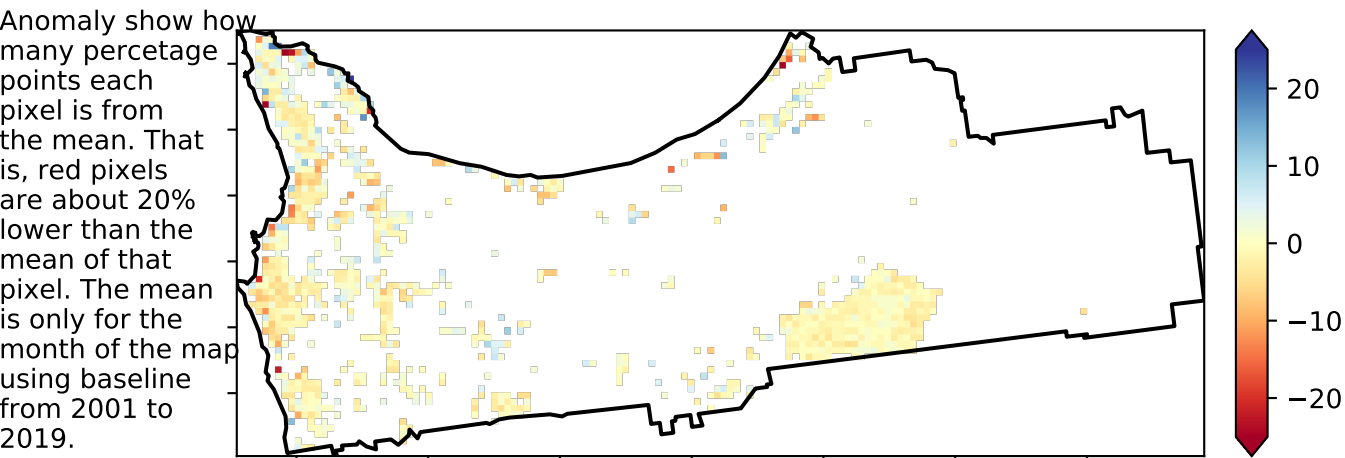 Anomaly show how
many percetage
points each
pixel is from
the mean. That
is, red pixels
are about 20%
lower than the
mean of that
pixel. The mean
is only for the
month of the map
using baseline
from 2001 to
2019.
20
10
0
−10
−20